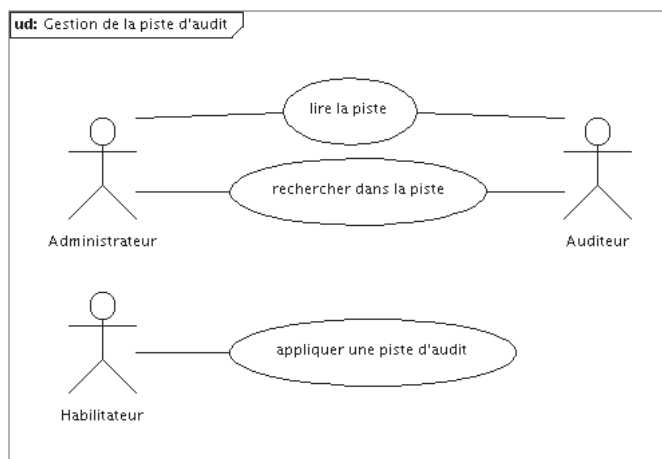 ud: Gestion de la piste d'audit
lire la piste
rechercher dans la piste
Administrateur
Auditeur
appliquer une piste d'audit
Habilitateur